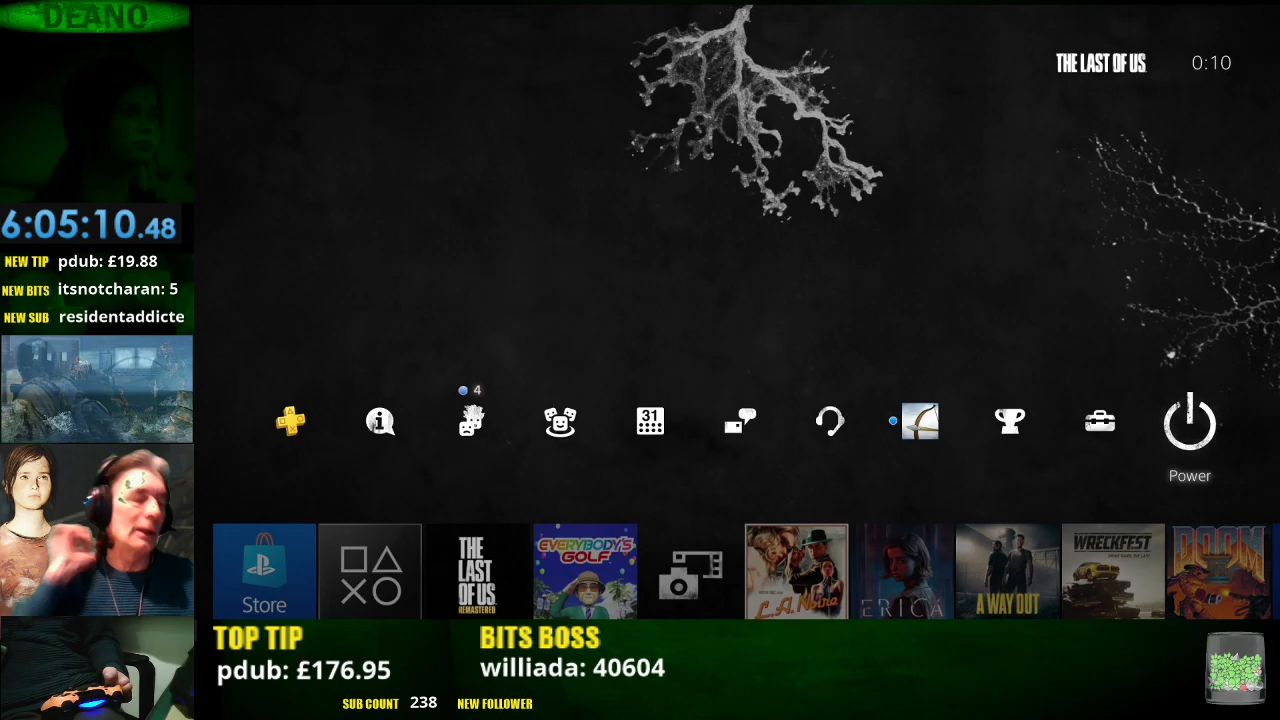 DEANO
THE LAST OF US
0:10
6:05:10.48
NEW TIP pdub: £19.88
NEW BITS itsnotcharan: 5
NEW SUB residentaddicte
4
31
Power
Store
THE
LAST
OF US
REMASTERED
EVERYBODY'S
GOLF
L.A. Noire
ERICA
A WAY OUT
WRECKFEST
DOOM
TOP TIP
pdub: £176.95
BITS BOSS
williada: 40604
SUB COUNT 238 NEW FOLLOWER